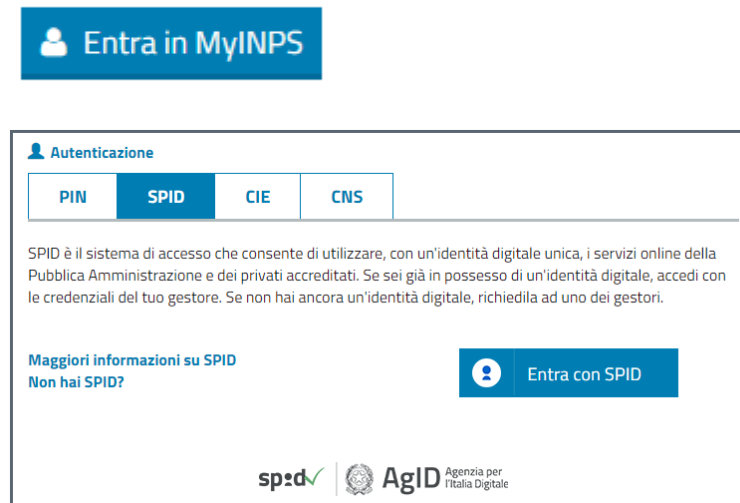 Entra in MyINPS
Autenticazione
PIN SPID CIE CNS
SPID è il sistema di accesso che consente di utilizzare, con un'identità digitale unica, i servizi online della
Pubblica Amministrazione e dei privati accreditati. Se sei già in possesso di un'identità digitale, accedi con
le credenziali del tuo gestore. Se non hai ancora un'identità digitale, richiedila ad uno dei gestori.
Maggiori informazioni su SPID
Non hai SPID?
Entra con SPID
spid AgID Agenzia per
l'Italia Digitale